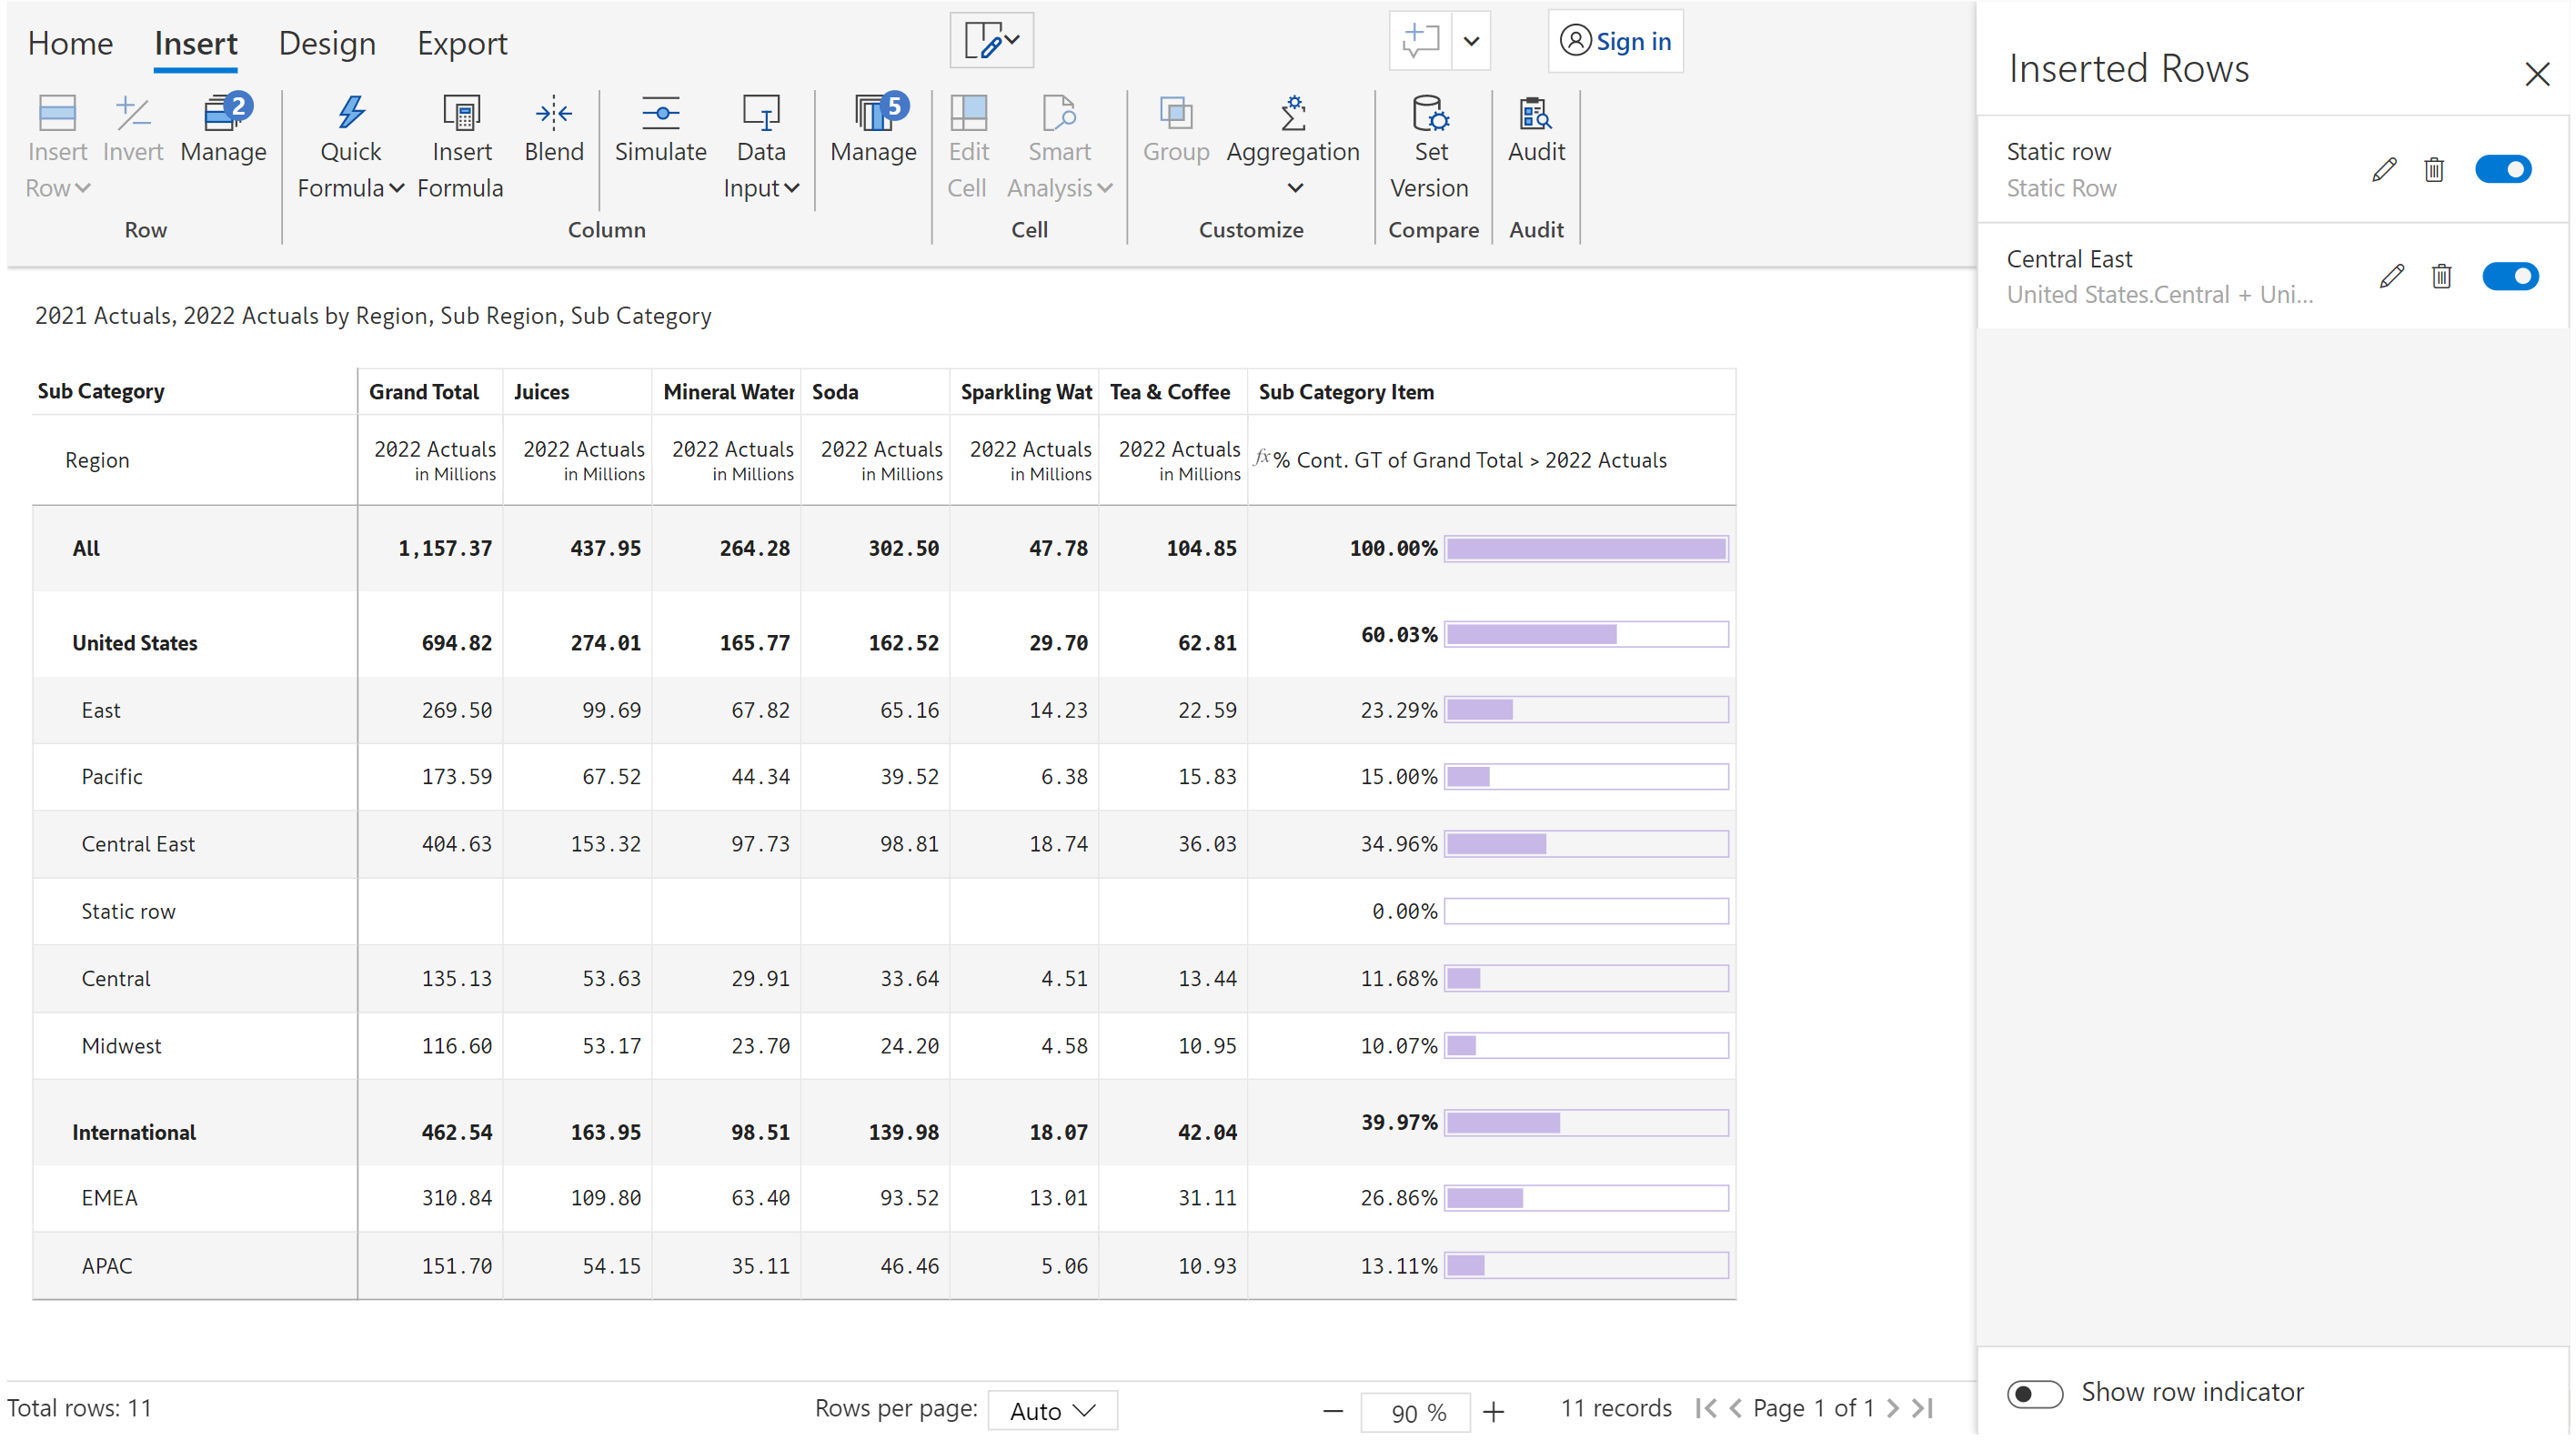 Home Insert Design Export Sign in
2 5
Insert Invert Manage Quick Insert Blend Simulate Data Manage Edit Smart Group Aggregation Set Audit
Row Formula Formula Input Cell Analysis Version
Row Column Cell Customize Compare Audit
2021 Actuals, 2022 Actuals by Region, Sub Region, Sub Category
Sub Category Grand Total Juices Mineral Water Soda Sparkling Wat Tea & Coffee Sub Category Item
Region 2022 Actuals 2022 Actuals 2022 Actuals 2022 Actuals 2022 Actuals 2022 Actuals fx % Cont. GT of Grand Total > 2022 Actuals
in Millions in Millions in Millions in Millions in Millions in Millions
All 1,157.37 437.95 264.28 302.50 47.78 104.85 100.00%
United States 694.82 274.01 165.77 162.52 29.70 62.81 60.03%
East 269.50 99.69 67.82 65.16 14.23 22.59 23.29%
Pacific 173.59 67.52 44.34 39.52 6.38 15.83 15.00%
Central East 404.63 153.32 97.73 98.81 18.74 36.03 34.96%
Static row 0.00%
Central 135.13 53.63 29.91 33.64 4.51 13.44 11.68%
Midwest 116.60 53.17 23.70 24.20 4.58 10.95 10.07%
International 462.54 163.95 98.51 139.98 18.07 42.04 39.97%
EMEA 310.84 109.80 63.40 93.52 13.01 31.11 26.86%
APAC 151.70 54.15 35.11 46.46 5.06 10.93 13.11%
Total rows: 11 Rows per page: Auto 90 % 11 records Page 1 of 1
Inserted Rows
Static row
Static Row
Central East
United States.Central + Uni...
Show row indicator